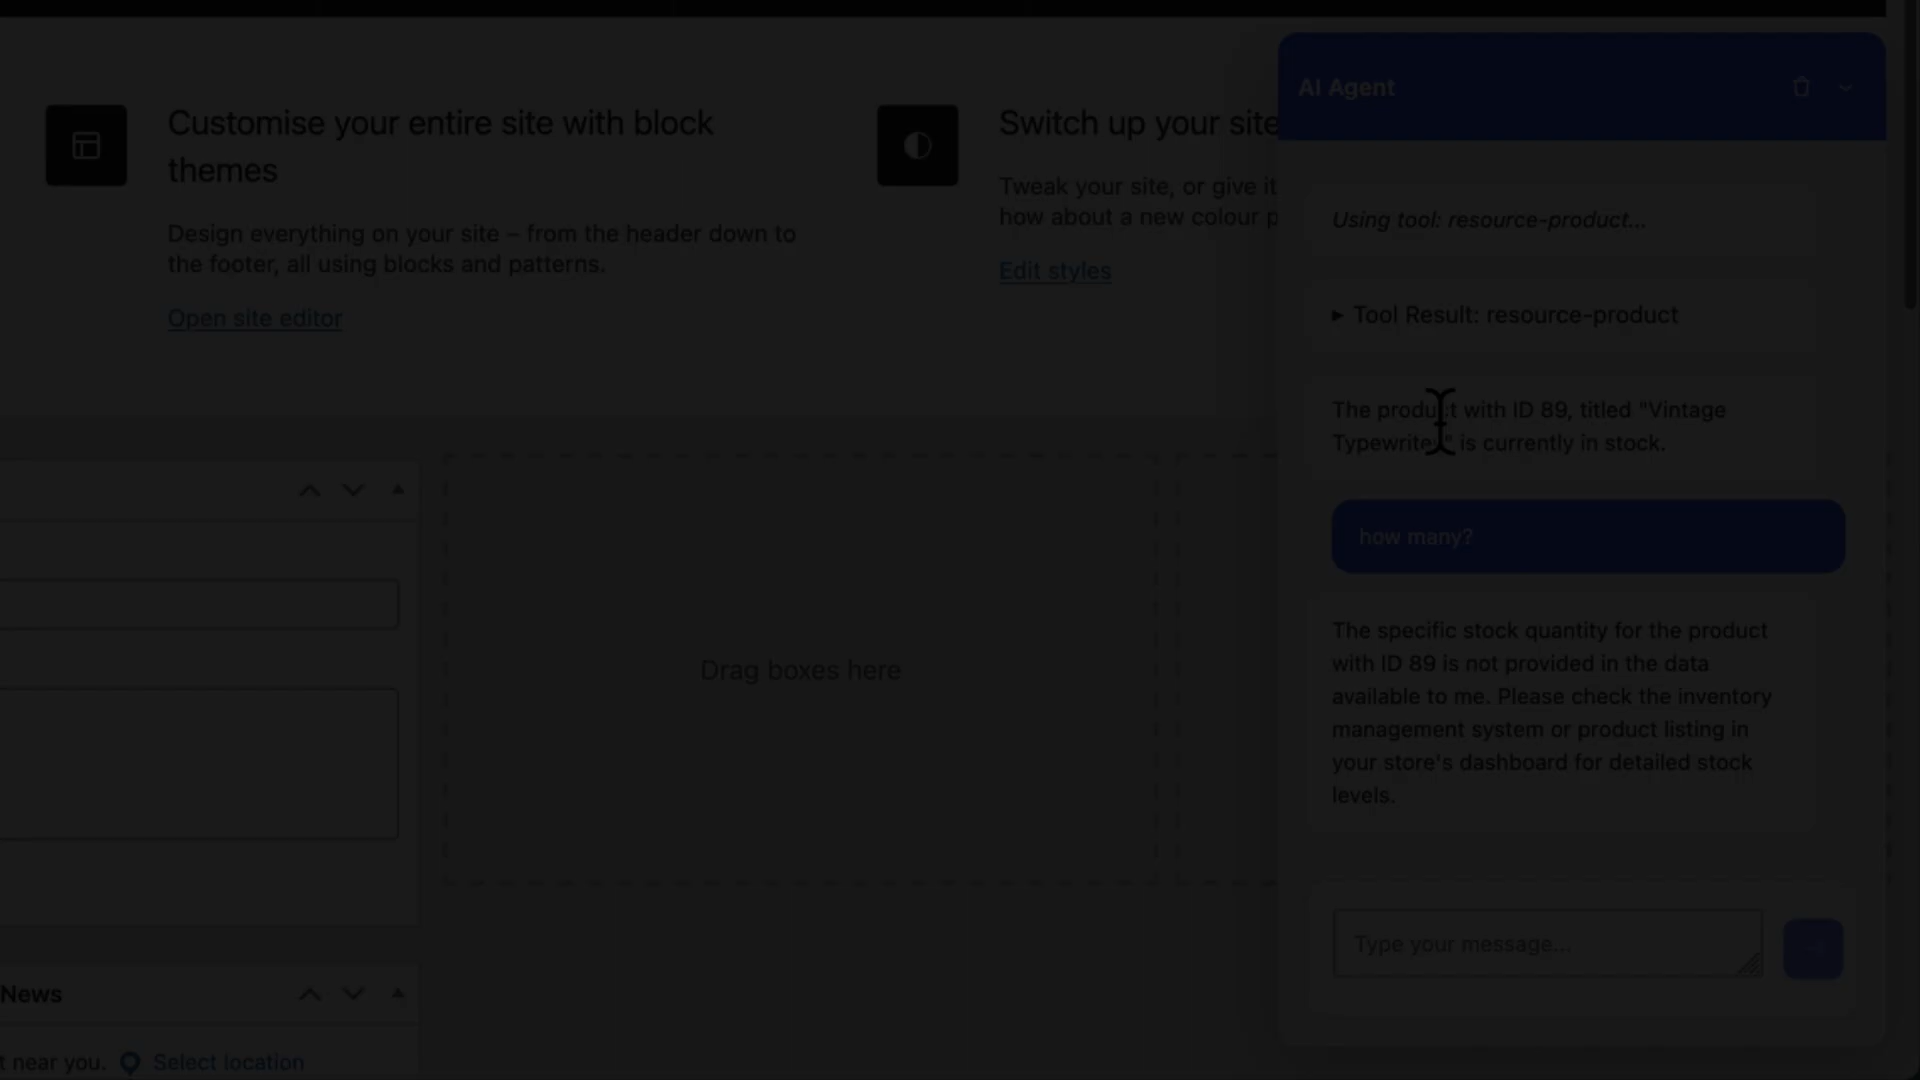 Customise your entire site with block
themes
Design everything on your site – from the header down to
the footer, all using blocks and patterns.
Open site editor
Switch up your site
Tweak your site, or give it
how about a new colour p
Edit styles
Drag boxes here
News
t near you. Select location
AI Agent
Using tool: resource-product...
Tool Result: resource-product
The product with ID 89, titled "Vintage
Typewriter" is currently in stock.
how many?
The specific stock quantity for the product
with ID 89 is not provided in the data
available to me. Please check the inventory
management system or product listing in
your store's dashboard for detailed stock
levels.
Type your message...